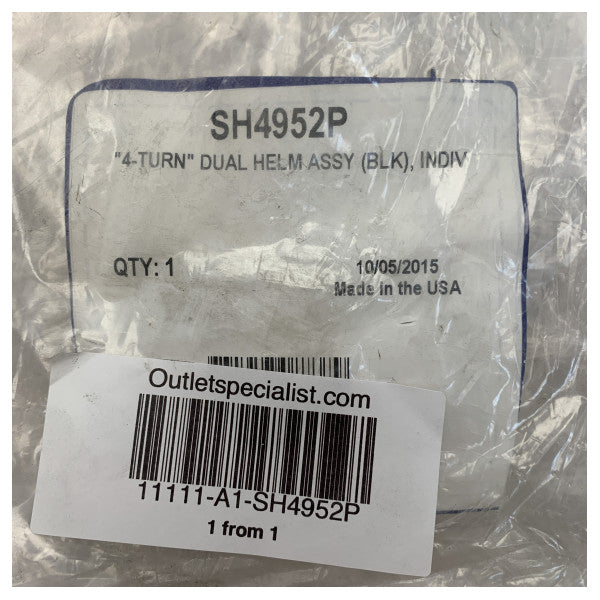 SH4952P
"4-TURN" DUAL HELM ASSY (BLK), INDIV
QTY: 1
10/05/2015
Made in the USA
Outletspecialist.com
11111-A1-SH4952P
1 from 1